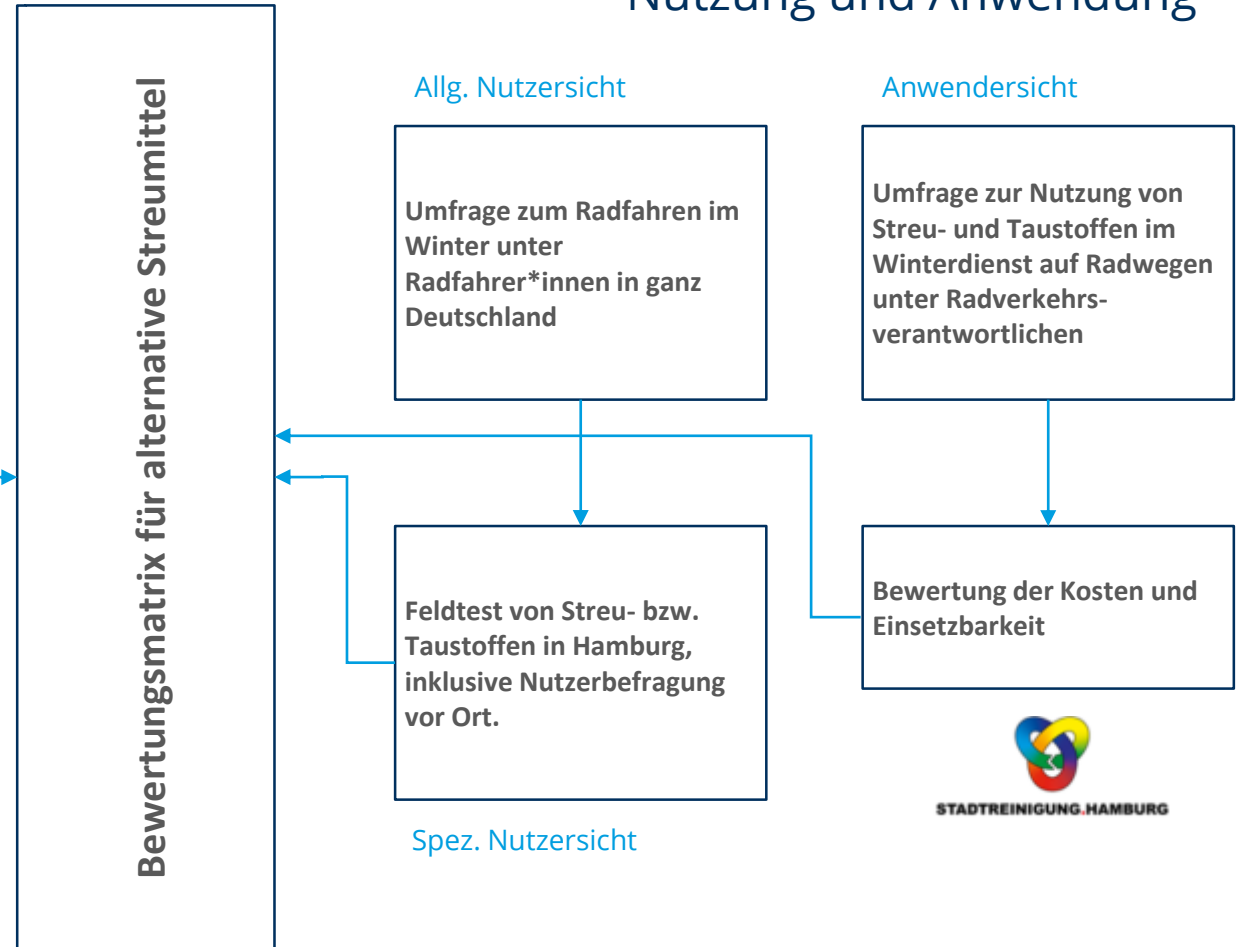 Nutzung und Anwendung
Bewertungsmatrix für alternative Streumittel
Allg. Nutzersicht
Umfrage zum Radfahren im
Winter unter
Radfahrer*innen in ganz
Deutschland
Anwendersicht
Umfrage zur Nutzung von
Streu- und Taustoffen im
Winterdienst auf Radwegen
unter Radverkehrs-
verantwortlichen
Feldtest von Streu- bzw.
Taustoffen in Hamburg,
inklusive Nutzerbefragung
vor Ort.
Spez. Nutzersicht
Bewertung der Kosten und
Einsetzbarkeit
STADTREINIGUNG.HAMBURG